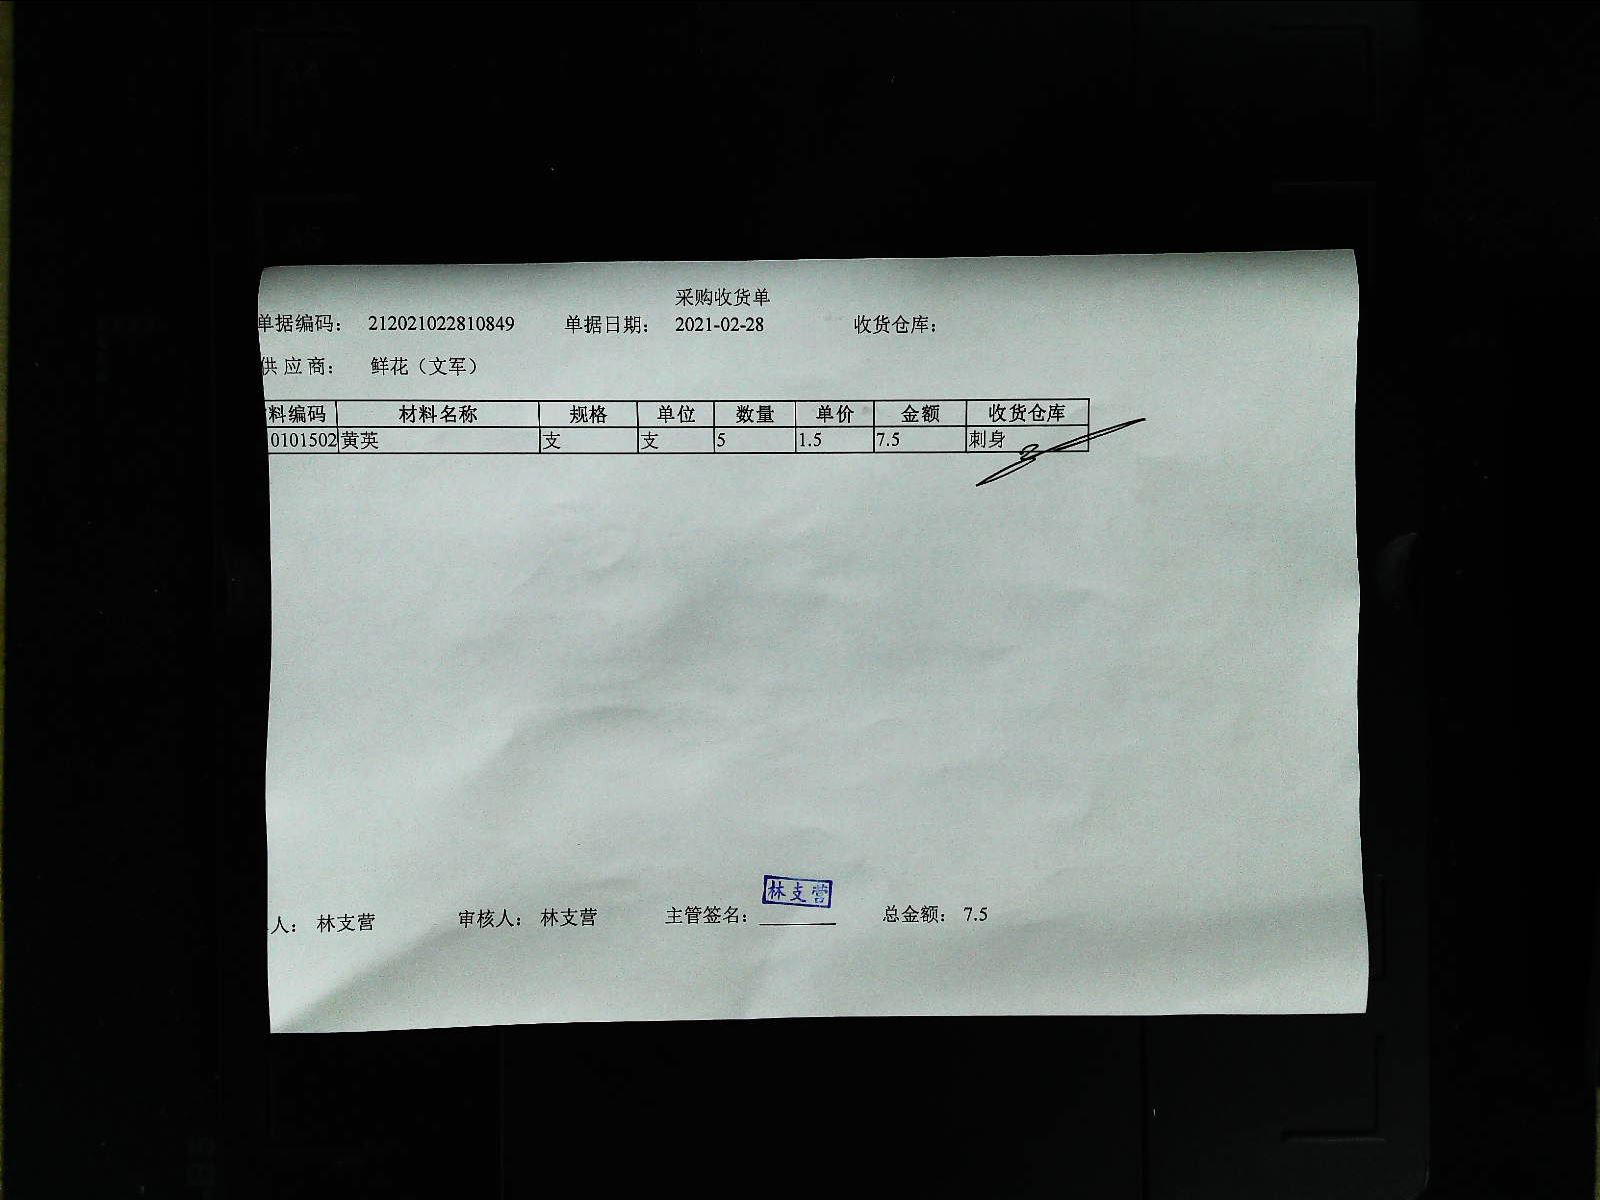 采购收货单
单据编码: 212021022810849 单据日期: 2021-02-28 收货仓库:
供应商: 鲜花（文军）
料编码 材料名称 规格 单位 数量 单价 金额 收货仓库
0101502 黄英 支 支 5 1.5 7.5 刺身
林支营
人: 林支营 审核人: 林支营 主管签名: 总金额: 7.5